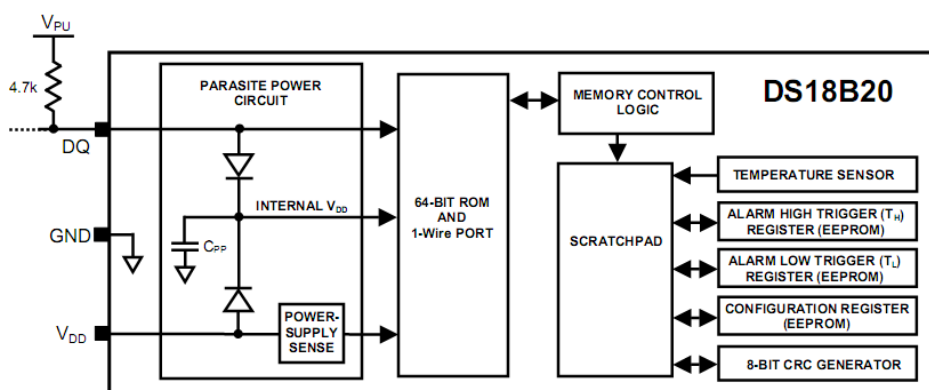 VPU
4.7k
DQ
GND
VDD
PARASITE POWER
CIRCUIT
INTERNAL VDD
CPP
POWER-
SUPPLY
SENSE
64-BIT ROM
AND
1-Wire PORT
MEMORY CONTROL
LOGIC
SCRATCHPAD
DS18B20
TEMPERATURE SENSOR
ALARM HIGH TRIGGER (TH)
REGISTER (EEPROM)
ALARM LOW TRIGGER (TL)
REGISTER (EEPROM)
CONFIGURATION REGISTER
(EEPROM)
8-BIT CRC GENERATOR